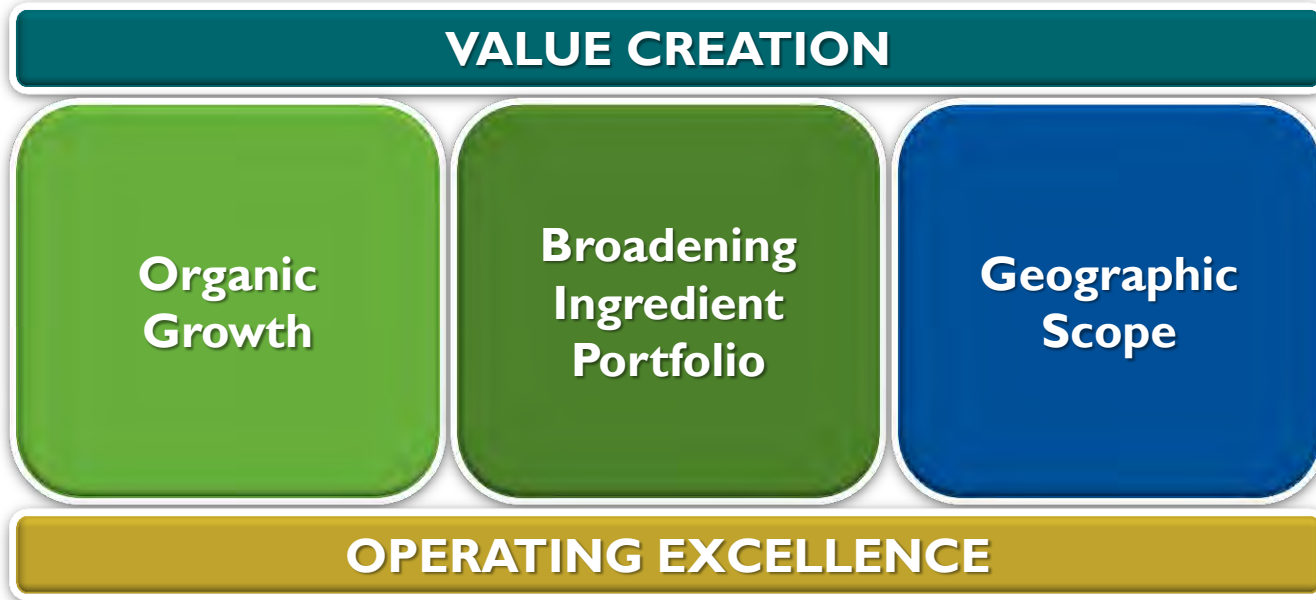 VALUE CREATION
Organic
Growth
Broadening
Ingredient
Portfolio
Geographic
Scope
OPERATING EXCELLENCE